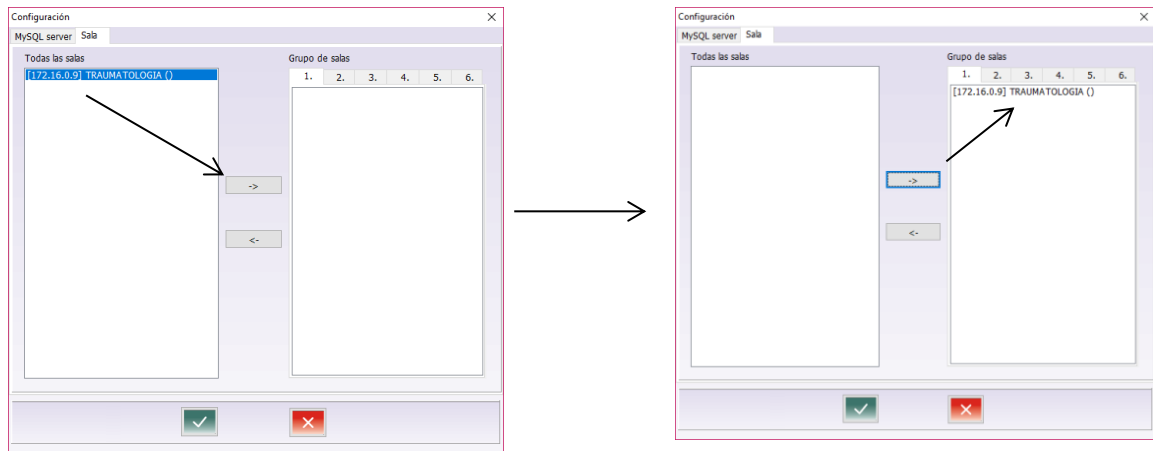 Configuración
MySQL server Sala
Todas las salas
[172.16.0.9] TRAUMATOLOGIA ()
->
<-
Grupo de salas
1. 2. 3. 4. 5. 6.
Configuración
MySQL server Sala
Todas las salas
->
<-
Grupo de salas
1. 2. 3. 4. 5. 6.
[172.16.0.9] TRAUMATOLOGIA ()